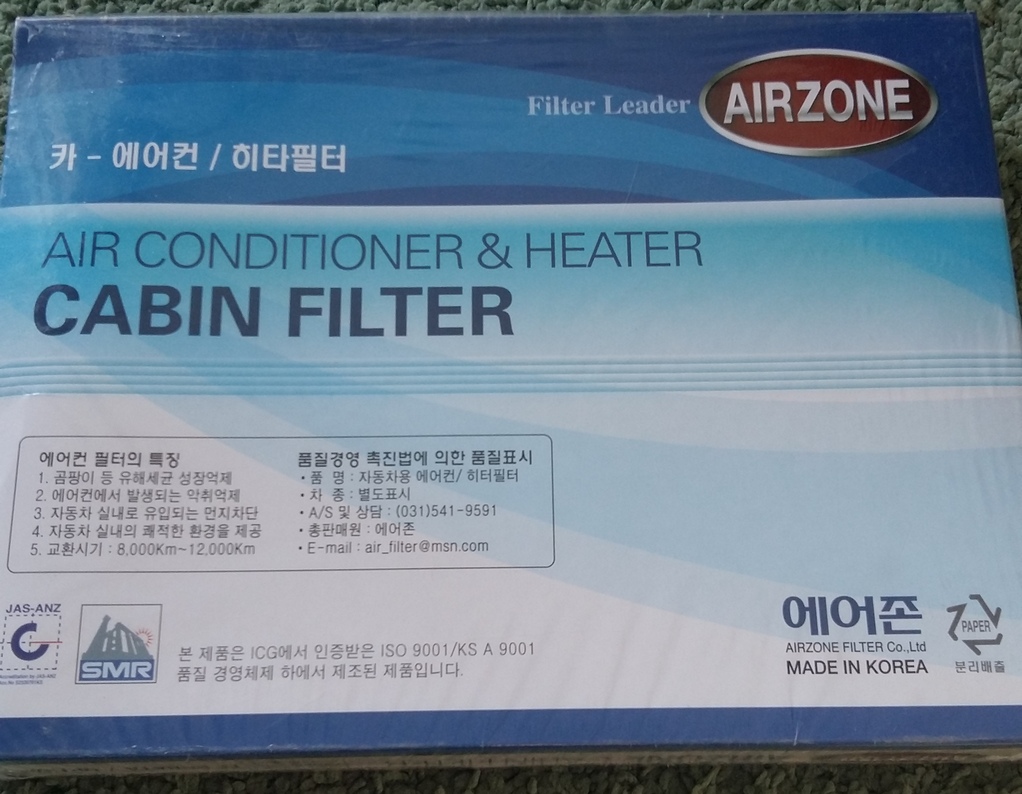 Filter Leader AIRZONE
카 - 에어컨 / 히타필터
AIR CONDITIONER & HEATER
CABIN FILTER
에어컨 필터의 특징
1. 곰팡이 등 유해세균 성장억제
2. 에어컨에서 발생되는 악취억제
3. 자동차 실내로 유입되는 먼지차단
4. 자동차 실내의 쾌적한 환경을 제공
5. 교환시기 : 8,000Km~12,000Km
품질경영 촉진법에 의한 품질표시
• 품 명 : 자동차용 에어컨/ 히터필터
• 차 종 : 별도표시
• A/S 및 상담 : (031)541-9591
• 총판매원 : 에어존
• E-mail : air_filter@msn.com
JAS-ANZ
SMR
본 제품은 ICG에서 인증받은 ISO 9001/KS A 9001
품질 경영체제 하에서 제조된 제품입니다.
에어존
AIRZONE FILTER Co.,Ltd
MADE IN KOREA
PAPER
분리배출